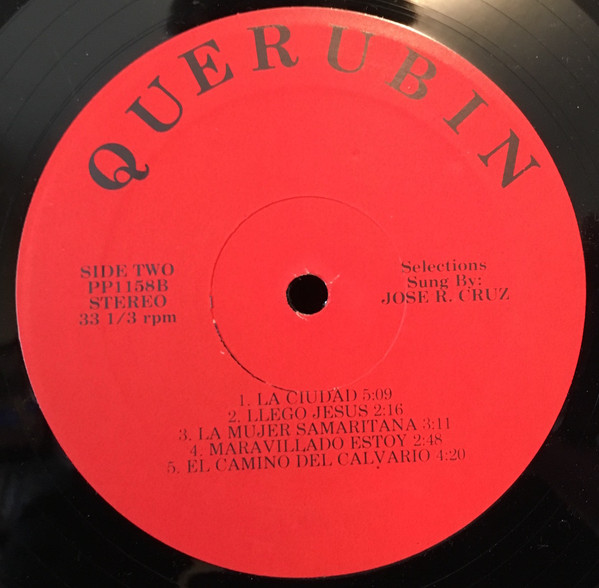 QUERUBIN
SIDE TWO
PP1158B
STEREO
33 1/3 rpm
Selections
Sung By:
JOSE R. CRUZ
1. LA CIUDAD 5:09
2. LLEGO JESUS 2:16
3. LA MUJER SAMARITANA 3:11
4. MARAVILLADO ESTOY 2:48
5. EL CAMINO DEL CALVARIO 4:20